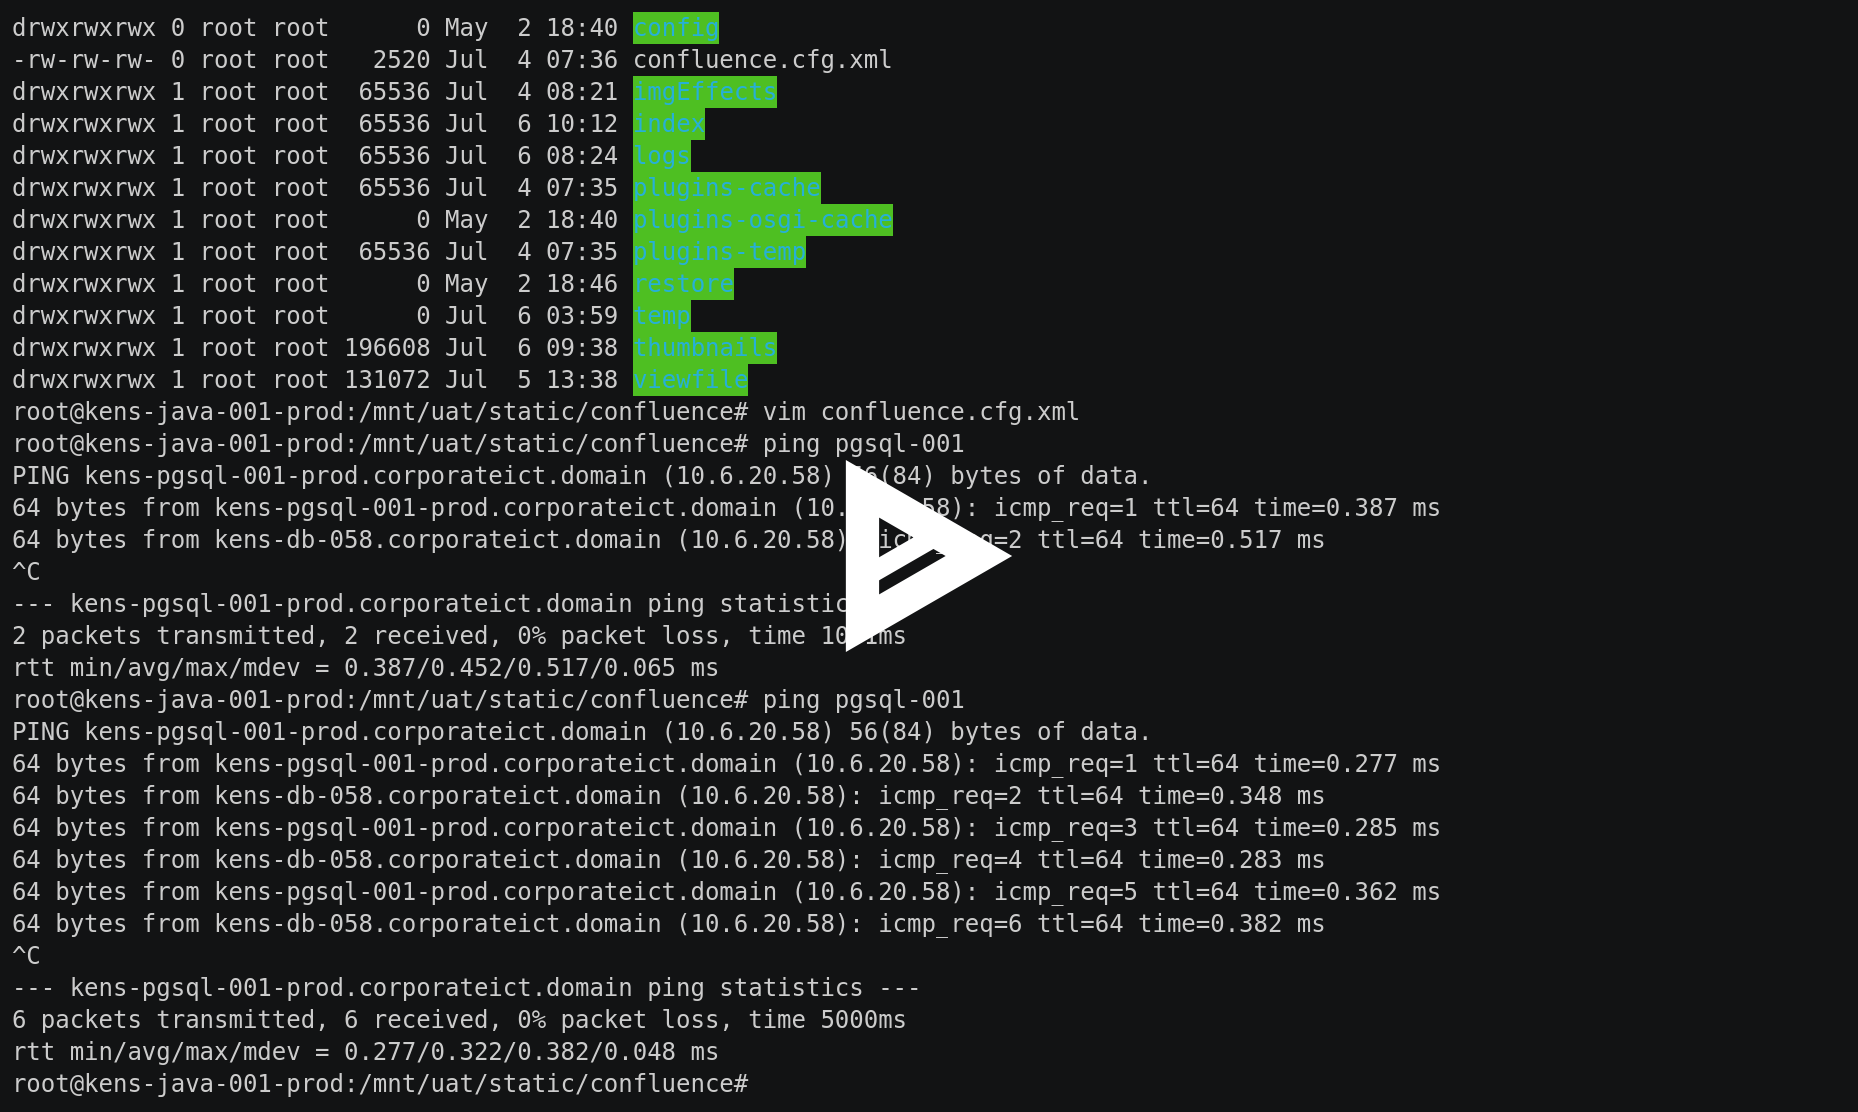 drwxrwxrwx 0 root root      0 May  2 18:40 config
-rw-rw-rw- 0 root root   2520 Jul  4 07:36 confluence.cfg.xml
drwxrwxrwx 1 root root  65536 Jul  4 08:21 imgEffects
drwxrwxrwx 1 root root  65536 Jul  6 10:12 index
drwxrwxrwx 1 root root  65536 Jul  6 08:24 logs
drwxrwxrwx 1 root root  65536 Jul  4 07:35 plugins-cache
drwxrwxrwx 1 root root      0 May  2 18:40 plugins-osgi-cache
drwxrwxrwx 1 root root  65536 Jul  4 07:35 plugins-temp
drwxrwxrwx 1 root root      0 May  2 18:46 restore
drwxrwxrwx 1 root root      0 Jul  6 03:59 temp
drwxrwxrwx 1 root root 196608 Jul  6 09:38 thumbnails
drwxrwxrwx 1 root root 131072 Jul  5 13:38 viewfile
root@kens-java-001-prod:/mnt/uat/static/confluence# vim confluence.cfg.xml
root@kens-java-001-prod:/mnt/uat/static/confluence# ping pgsql-001
PING kens-pgsql-001-prod.corporateict.domain (10.6.20.58) 56(84) bytes of data.
64 bytes from kens-pgsql-001-prod.corporateict.domain (10.6.20.58): icmp_req=1 ttl=64 time=0.387 ms
64 bytes from kens-db-058.corporateict.domain (10.6.20.58): icmp_req=2 ttl=64 time=0.517 ms
^C
--- kens-pgsql-001-prod.corporateict.domain ping statistics ---
2 packets transmitted, 2 received, 0% packet loss, time
rtt min/avg/max/mdev = 0.387/0.452/0.517/0.065 ms
root@kens-java-001-prod:/mnt/uat/static/confluence# ping pgsql-001
PING kens-pgsql-001-prod.corporateict.domain (10.6.20.58) 56(84) bytes of data.
64 bytes from kens-pgsql-001-prod.corporateict.domain (10.6.20.58): icmp_req=1 ttl=64 time=0.277 ms
64 bytes from kens-db-058.corporateict.domain (10.6.20.58): icmp_req=2 ttl=64 time=0.348 ms
64 bytes from kens-pgsql-001-prod.corporateict.domain (10.6.20.58): icmp_req=3 ttl=64 time=0.285 ms
64 bytes from kens-db-058.corporateict.domain (10.6.20.58): icmp_req=4 ttl=64 time=0.283 ms
64 bytes from kens-pgsql-001-prod.corporateict.domain (10.6.20.58): icmp_req=5 ttl=64 time=0.362 ms
64 bytes from kens-db-058.corporateict.domain (10.6.20.58): icmp_req=6 ttl=64 time=0.382 ms
^C
--- kens-pgsql-001-prod.corporateict.domain ping statistics ---
6 packets transmitted, 6 received, 0% packet loss, time 5000ms
rtt min/avg/max/mdev = 0.277/0.322/0.382/0.048 ms
root@kens-java-001-prod:/mnt/uat/static/confluence#